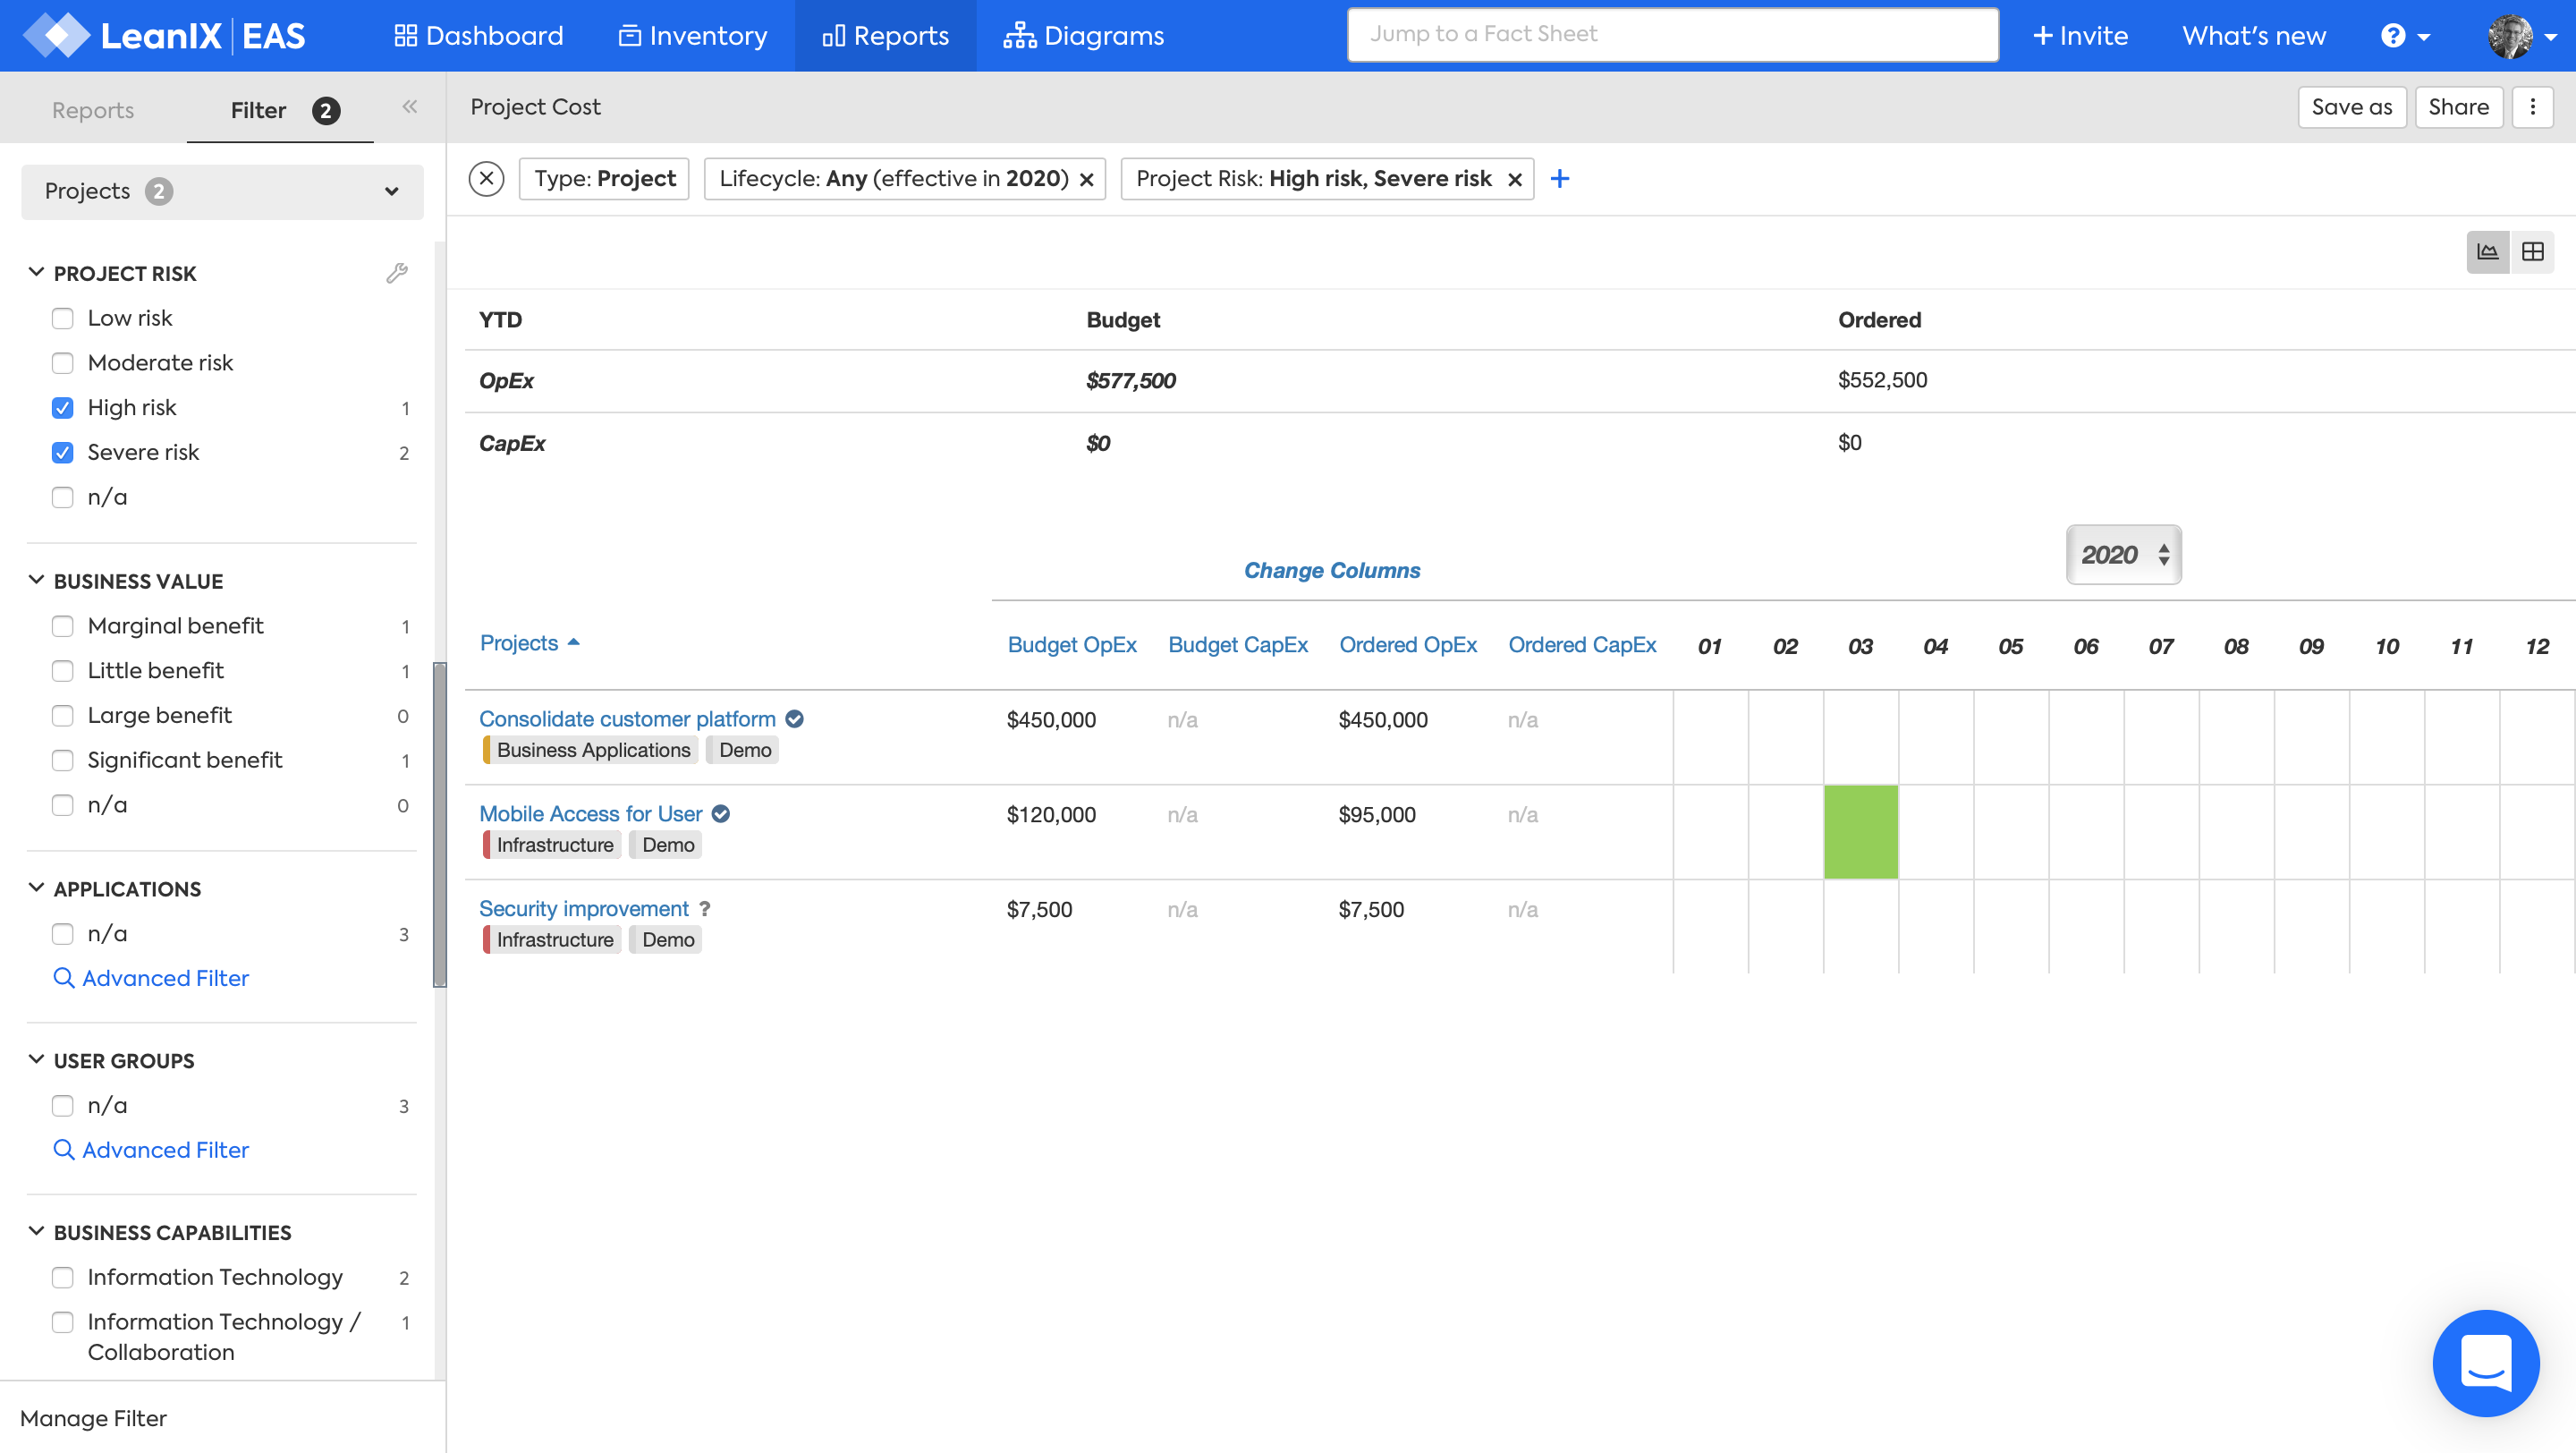 LeanIX EAS
Dashboard
Inventory
Reports
Diagrams
Jump to a Fact Sheet
+ Invite
What's new
?
Reports
Filter 2
«
Project Cost
Save as
Share
Projects 2
Type: Project
Lifecycle: Any (effective in 2020) ×
Project Risk: High risk, Severe risk ×
+
PROJECT RISK
Low risk
Moderate risk
High risk 1
Severe risk 2
n/a
BUSINESS VALUE
Marginal benefit 1
Little benefit 1
Large benefit 0
Significant benefit 1
n/a 0
APPLICATIONS
n/a 3
Advanced Filter
USER GROUPS
n/a 3
Advanced Filter
BUSINESS CAPABILITIES
Information Technology 2
Information Technology / 1
Collaboration
Manage Filter
YTD Budget Ordered
OpEx $577,500 $552,500
CapEx $0 $0
Change Columns
2020
Projects Budget OpEx Budget CapEx Ordered OpEx Ordered CapEx 01 02 03 04 05 06 07 08 09 10 11 12
Consolidate customer platform $450,000 n/a $450,000 n/a
Business Applications Demo
Mobile Access for User $120,000 n/a $95,000 n/a
Infrastructure Demo
Security improvement ? $7,500 n/a $7,500 n/a
Infrastructure Demo